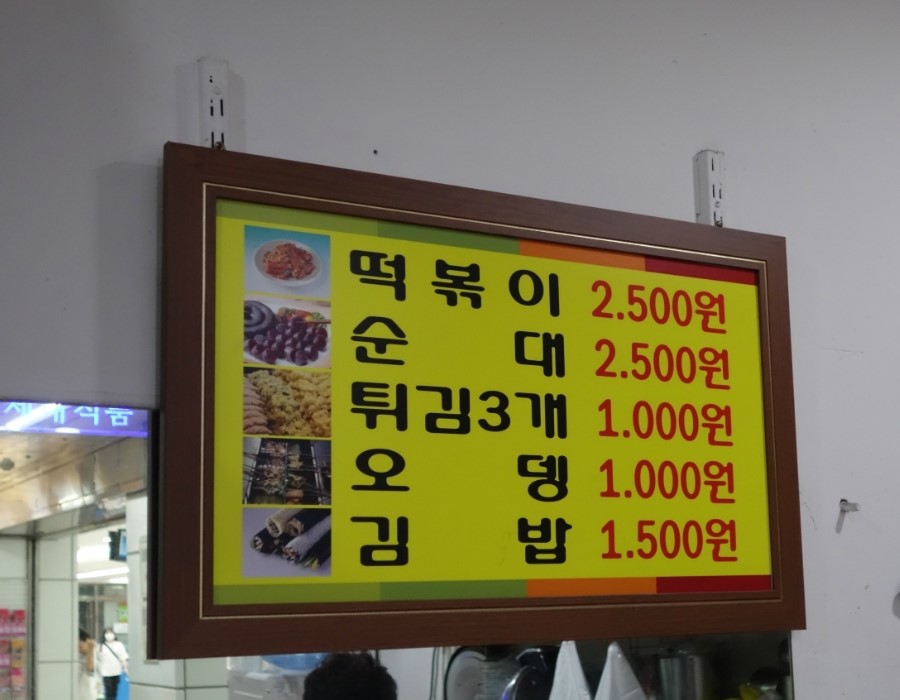 떡볶이 2.500원
순대 2.500원
튀김3개 1.000원
오뎅 1.000원
김밥 1.500원